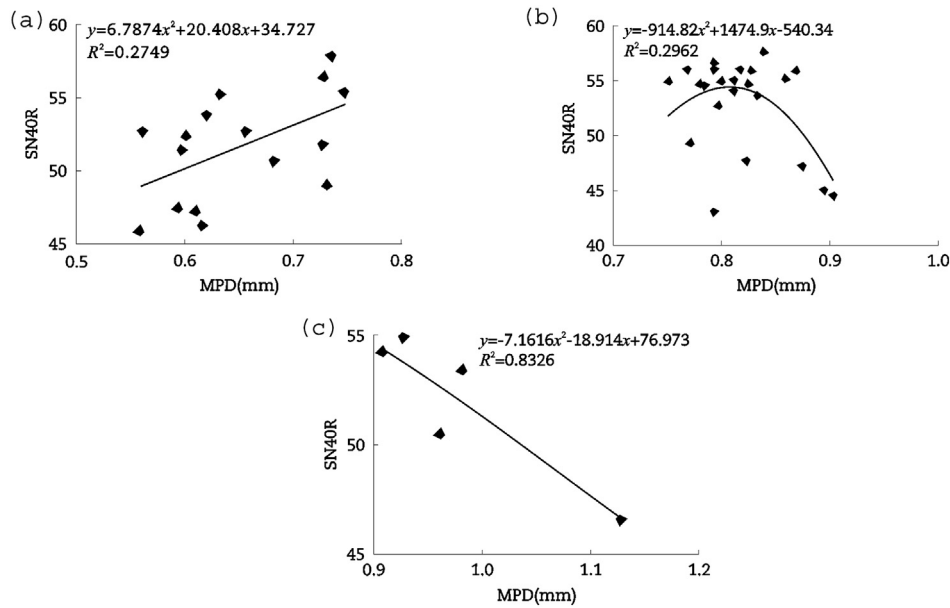 (a)
60
y=6.7874x²+20.408x+34.727
R²=0.2749
55
SN40R
50
45
0.5
0.6
0.7
0.8
MPD(mm)
(b)
60
y=-914.82x²+1474.9x-540.34
R²=0.2962
55
SN40R
50
45
40
0.7
0.8
0.9
1.0
MPD(mm)
(c)
55
y=-7.1616x²-18.914x+76.973
R²=0.8326
SN40R
50
45
0.9
1.0
1.1
1.2
MPD(mm)